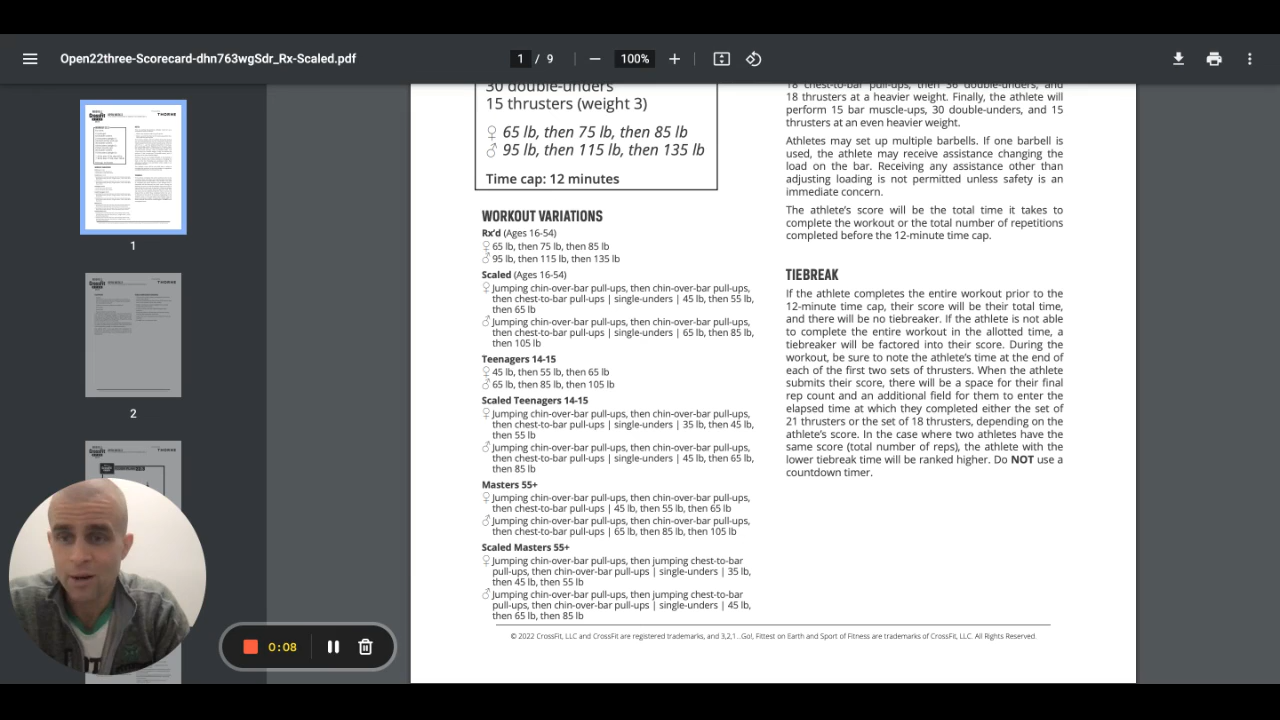 Open22three-Scorecard-dhn763wgSdr_Rx-Scaled.pdf
1 / 9
100%
1
2
30 double-unders
15 thrusters (weight 3)
♀ 65 lb, then 75 lb, then 85 lb
♂ 95 lb, then 115 lb, then 135 lb
Time cap: 12 minutes
WORKOUT VARIATIONS
Rx'd (Ages 16-54)
♀ 65 lb, then 75 lb, then 85 lb
♂ 95 lb, then 115 lb, then 135 lb
Scaled (Ages 16-54)
♀ Jumping chin-over-bar pull-ups, then chin-over-bar pull-ups,
then chest-to-bar pull-ups | single-unders | 45 lb, then 55 lb,
then 65 lb
♂ Jumping chin-over-bar pull-ups, then chin-over-bar pull-ups,
then chest-to-bar pull-ups | single-unders | 65 lb, then 85 lb,
then 105 lb
Teenagers 14-15
♀ 45 lb, then 55 lb, then 65 lb
♂ 65 lb, then 85 lb, then 105 lb
Scaled Teenagers 14-15
♀ Jumping chin-over-bar pull-ups, then chin-over-bar pull-ups,
then chest-to-bar pull-ups | single-unders | 35 lb, then 45 lb,
then 55 lb
♂ Jumping chin-over-bar pull-ups, then chin-over-bar pull-ups,
then chest-to-bar pull-ups | single-unders | 45 lb, then 65 lb,
then 85 lb
Masters 55+
♀ Jumping chin-over-bar pull-ups, then chin-over-bar pull-ups,
then chest-to-bar pull-ups | 45 lb, then 55 lb, then 65 lb
♂ Jumping chin-over-bar pull-ups, then chin-over-bar pull-ups,
then chest-to-bar pull-ups | 65 lb, then 85 lb, then 105 lb
Scaled Masters 55+
♀ Jumping chin-over-bar pull-ups, then jumping chest-to-bar
pull-ups, then chin-over-bar pull-ups | single-unders | 35 lb,
then 45 lb, then 55 lb
♂ Jumping chin-over-bar pull-ups, then jumping chest-to-bar
pull-ups, then chin-over-bar pull-ups | single-unders | 45 lb,
then 65 lb, then 85 lb
18 chest-to-bar pull-ups, then 36 double-unders, and
18 thrusters at a heavier weight. Finally, the athlete will
perform 15 bar muscle-ups, 30 double-unders, and 15
thrusters at an even heavier weight.
Athletes may set up multiple barbells. If one barbell is
used, the athlete may receive assistance changing the
load on the bar. Receiving any assistance other than
adjusting loading is not permitted unless safety is an
immediate concern.
The athlete's score will be the total time it takes to
complete the workout or the total number of repetitions
completed before the 12-minute time cap.
TIEBREAK
If the athlete completes the entire workout prior to the
12-minute time cap, their score will be their total time,
and there will be no tiebreaker. If the athlete is not able
to complete the entire workout in the allotted time, a
tiebreaker will be factored into their score. During the
workout, be sure to note the athlete's time at the end of
each of the first two sets of thrusters. When the athlete
submits their score, there will be a space for their final
rep count and an additional field for them to enter the
elapsed time at which they completed either the set of
21 thrusters or the set of 18 thrusters, depending on the
athlete's score. In the case where two athletes have the
same score (total number of reps), the athlete with the
lower tiebreak time will be ranked higher. Do NOT use a
countdown timer.
© 2022 CrossFit, LLC and CrossFit are registered trademarks, and 3,2,1...Go!, Fittest on Earth and Sport of Fitness are trademarks of CrossFit, LLC. All Rights Reserved.
0:08